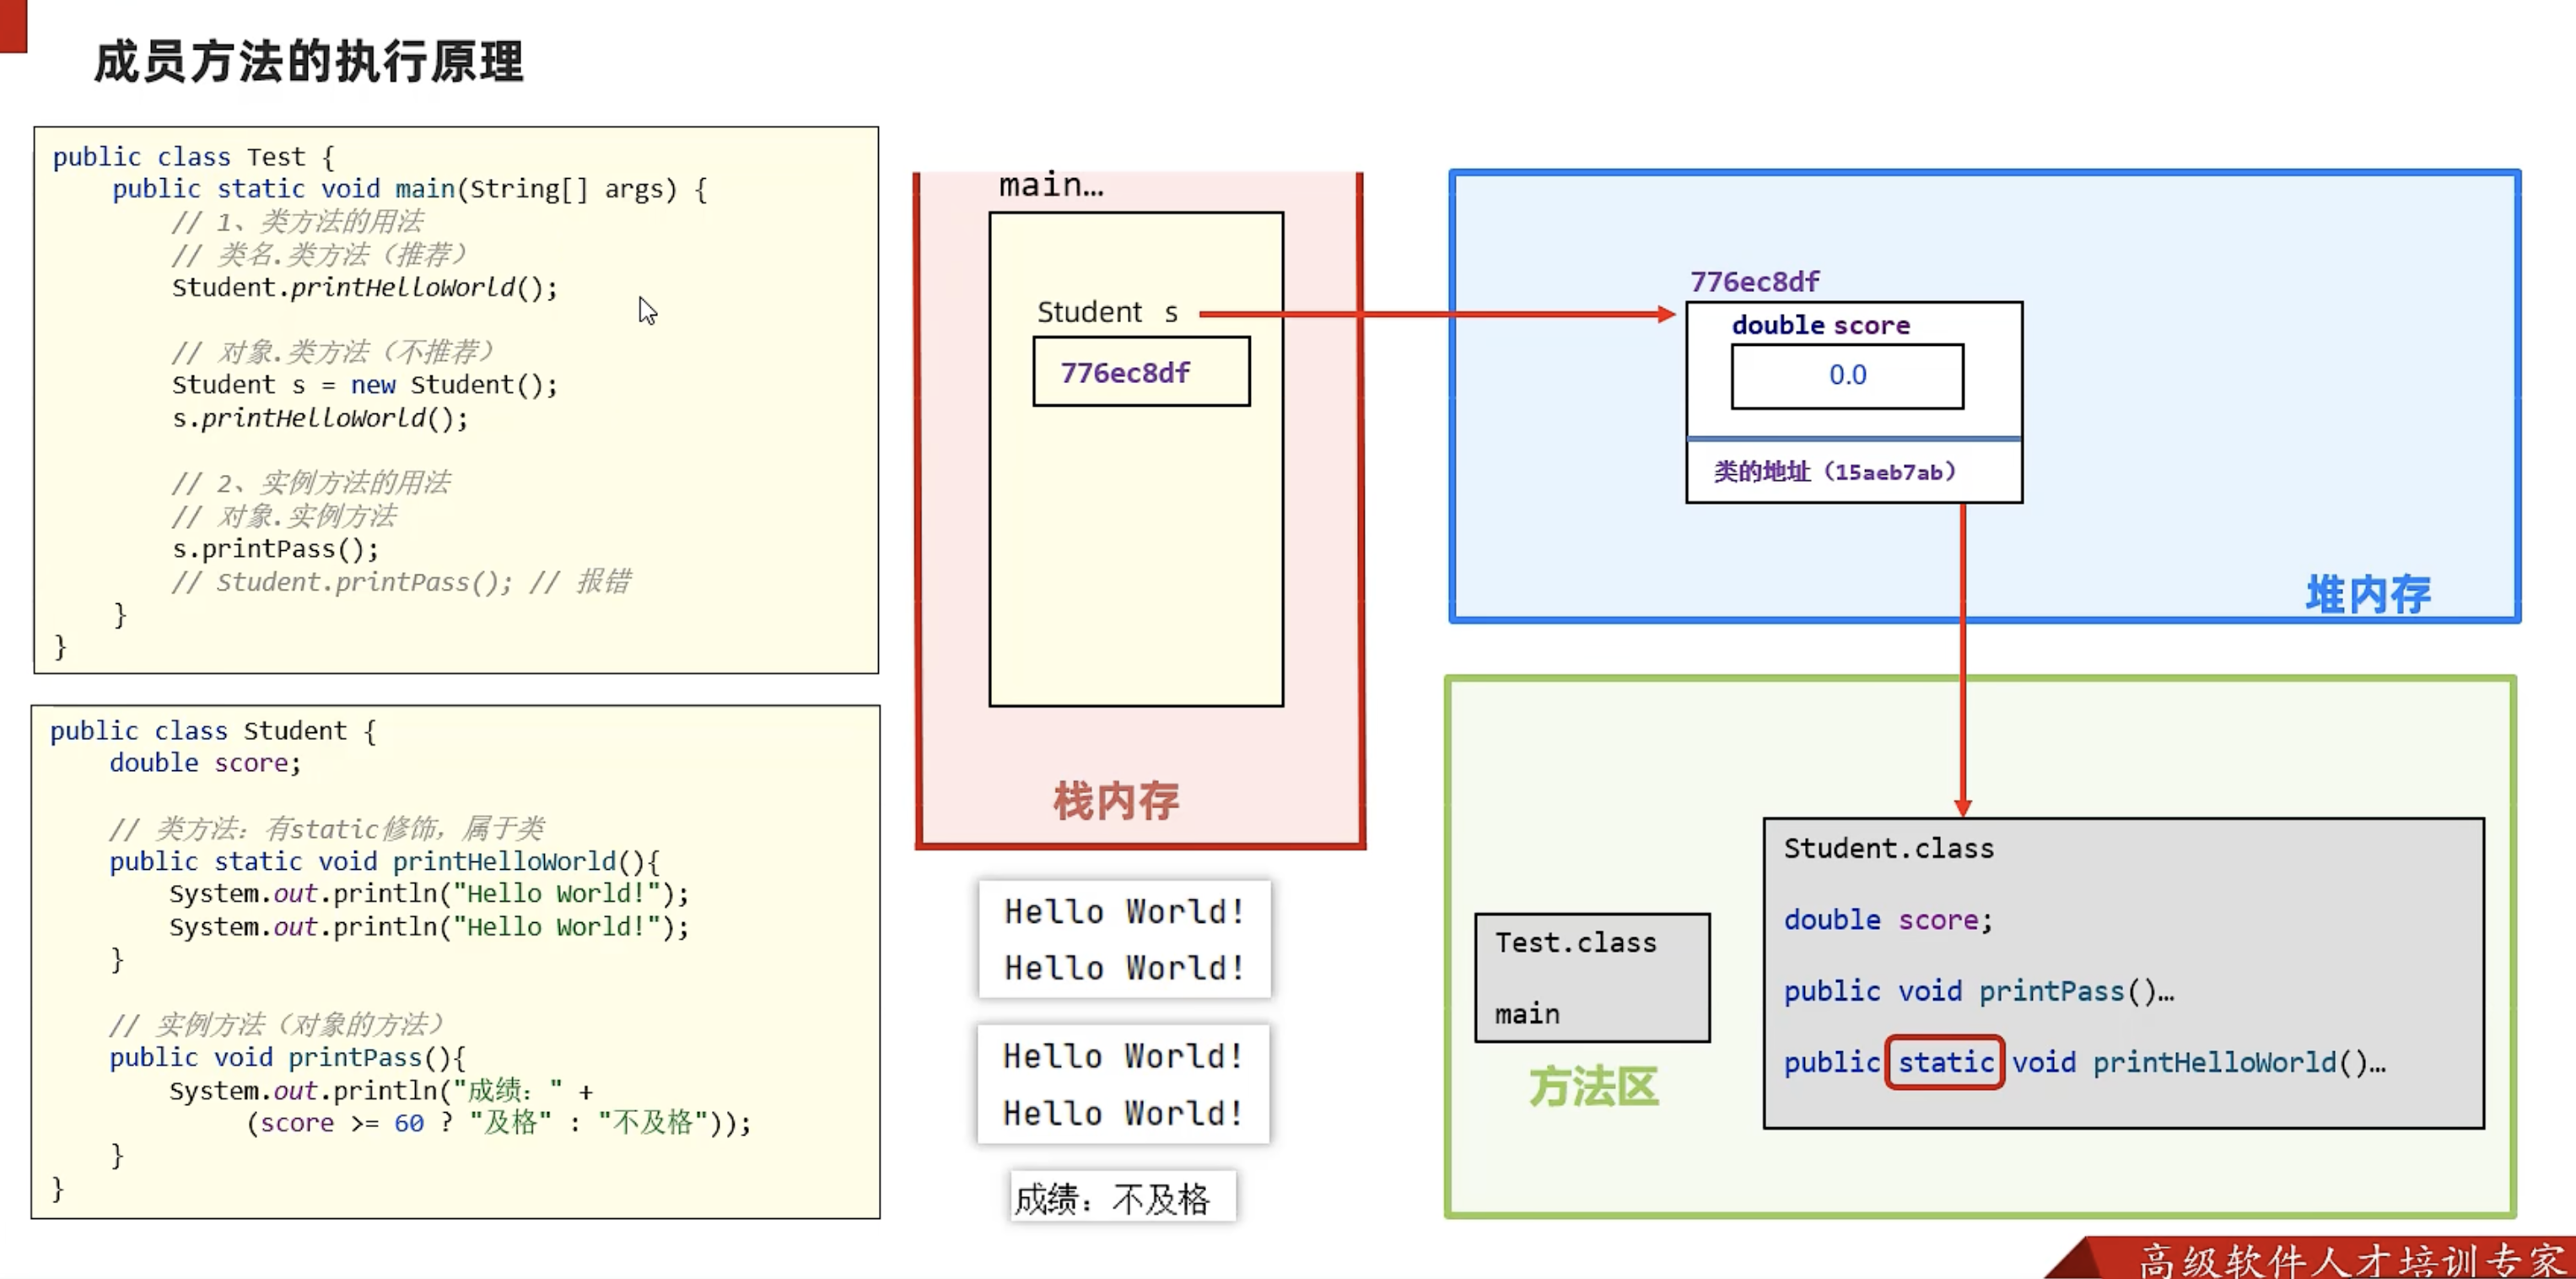 成员方法的执行原理
public class Test {
public static void main(String[] args) {
// 1、类方法的用法
// 类名.类方法（推荐）
Student.printHelloWorld();
// 对象.类方法（不推荐）
Student s = new Student();
s.printHelloWorld();
// 2、实例方法的用法
// 对象.实例方法
s.printPass();
// Student.printPass(); // 报错
}
}
public class Student {
double score;
// 类方法：有static修饰，属于类
public static void printHelloWorld(){
System.out.println("Hello World!");
System.out.println("Hello World!");
}
// 实例方法（对象的方法）
public void printPass(){
System.out.println("成绩：" +
(score >= 60 ? "及格" : "不及格"));
}
}
main…
Student s
776ec8df
栈内存
Hello World!
Hello World!
Hello World!
Hello World!
成绩：不及格
776ec8df
double score
0.0
类的地址（15aeb7ab）
堆内存
Test.class
main
方法区
Student.class
double score;
public void printPass()…
public static void printHelloWorld()…
高级软件人才培训专家